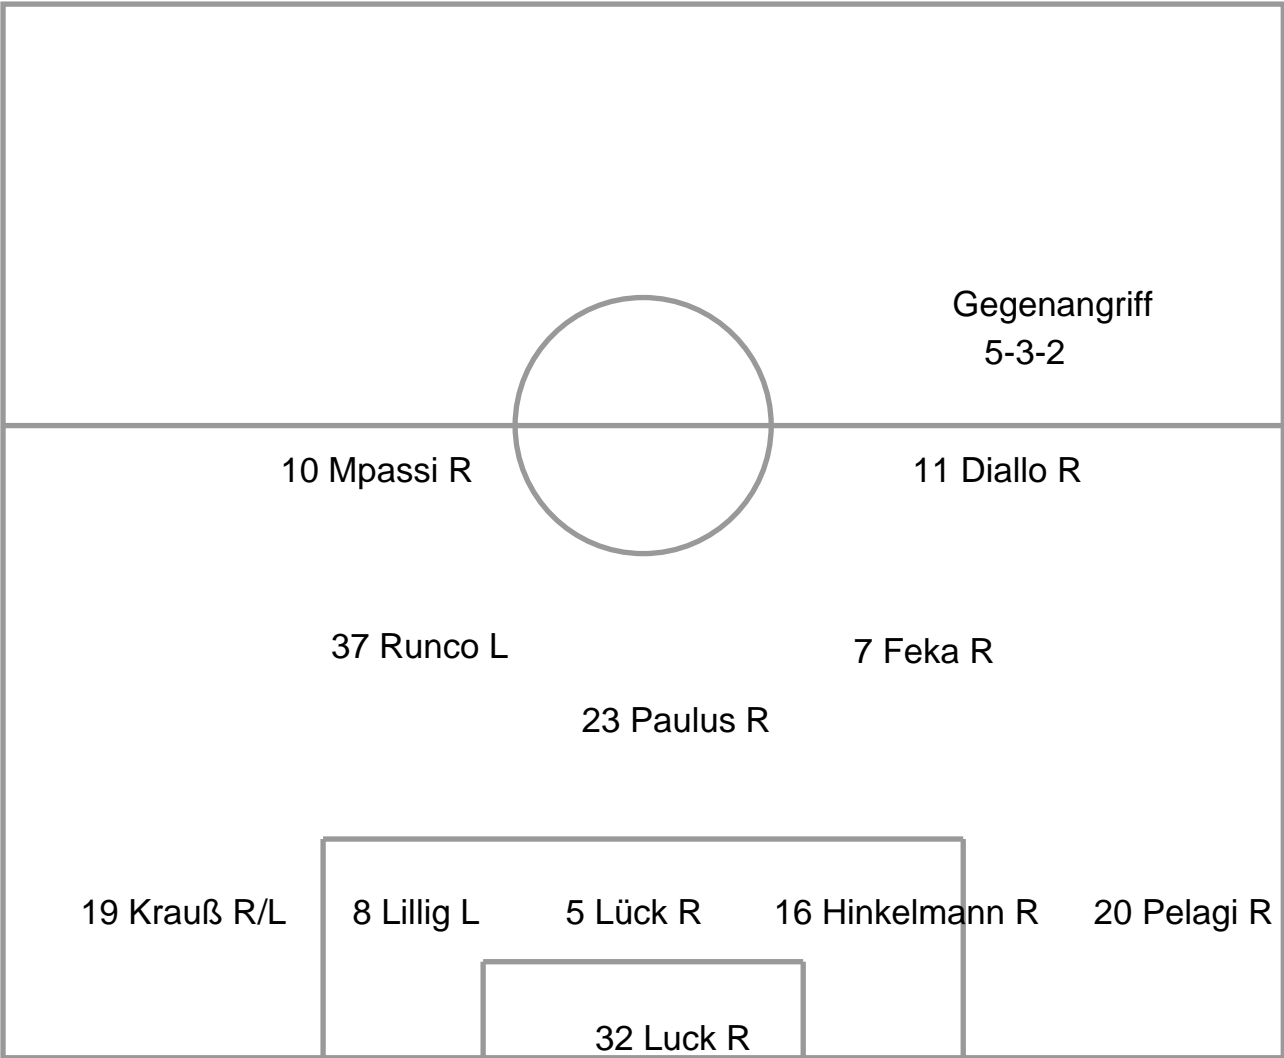 Gegenangriff
5-3-2
10 Mpassi R
11 Diallo R
37 Runco L
7 Feka R
23 Paulus R
19 Krauß R/L
8 Lillig L
5 Lück R
16 Hinkelmann R
20 Pelagi R
32 Luck R